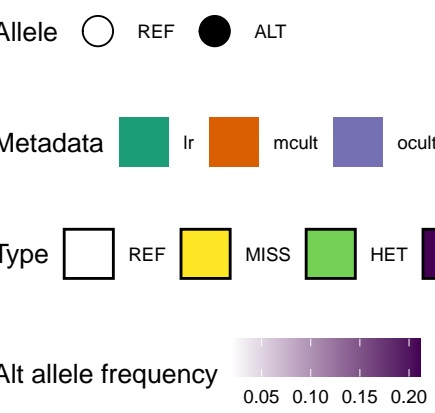 Allele REF ALT
Metadata lr mcult ocult
Type REF MISS HET
Alt allele frequency
0.05 0.10 0.15 0.20